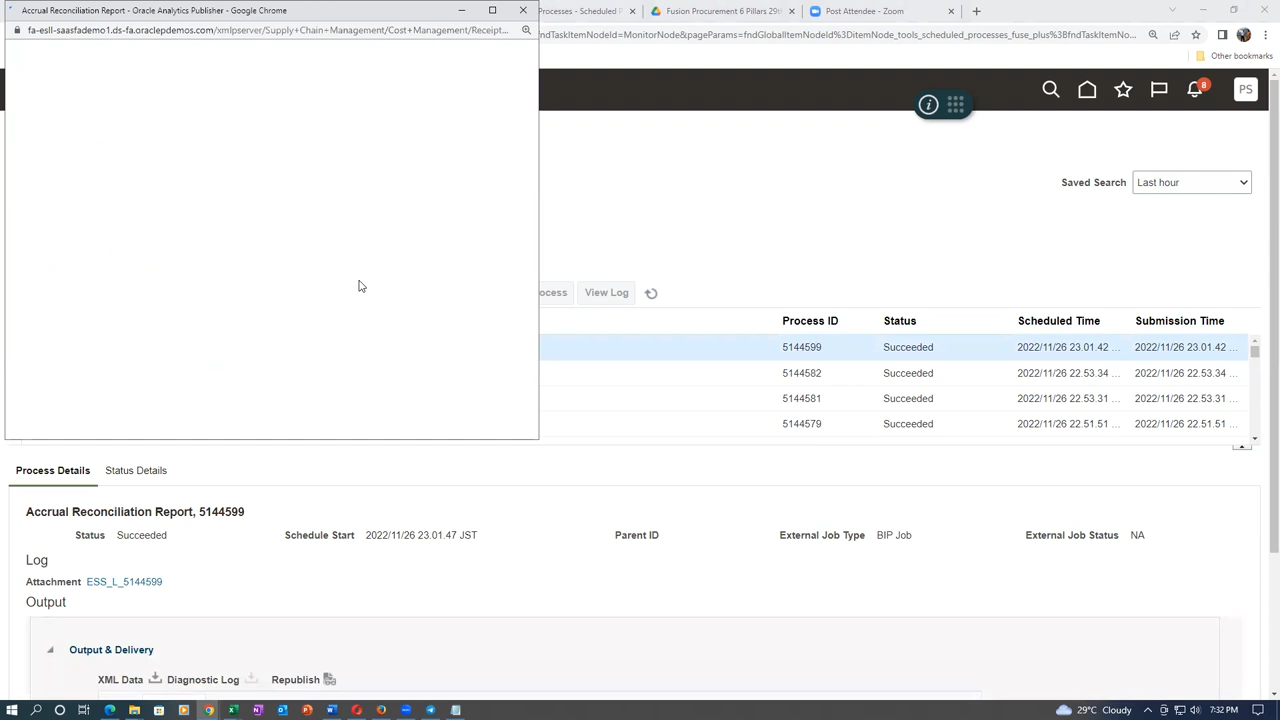 Accrual Reconciliation Report - Oracle Analytics Publisher - Google Chrome
fa-esll-saasfademo1.ds-fa.oraclepdemos.com/xmlpserver/Supply+Chain+Management/Cost+Management/Receipt...
Processes - Scheduled P
Fusion Procurement 6 Pillars 29th
Post Attendee - Zoom
fndTaskItemNodeId=MonitorNode&pageParams=fndGlobalItemNodeId%3DitemNode_tools_scheduled_processes_fuse_plus%3BfndTaskItemNo...
Other bookmarks
8
PS
Saved Search
Last hour
ocess
View Log
Process ID Status Scheduled Time Submission Time
5144599 Succeeded 2022/11/26 23.01.42 ... 2022/11/26 23.01.42 ...
5144582 Succeeded 2022/11/26 22.53.34 ... 2022/11/26 22.53.34 ...
5144581 Succeeded 2022/11/26 22.53.31 ... 2022/11/26 22.53.31 ...
5144579 Succeeded 2022/11/26 22.51.51 ... 2022/11/26 22.51.51 ...
Process Details Status Details
Accrual Reconciliation Report, 5144599
Status Succeeded Schedule Start 2022/11/26 23.01.47 JST Parent ID External Job Type BIP Job External Job Status NA
Log
Attachment ESS_L_5144599
Output
Output & Delivery
XML Data Diagnostic Log Republish
29°C Cloudy 7:32 PM